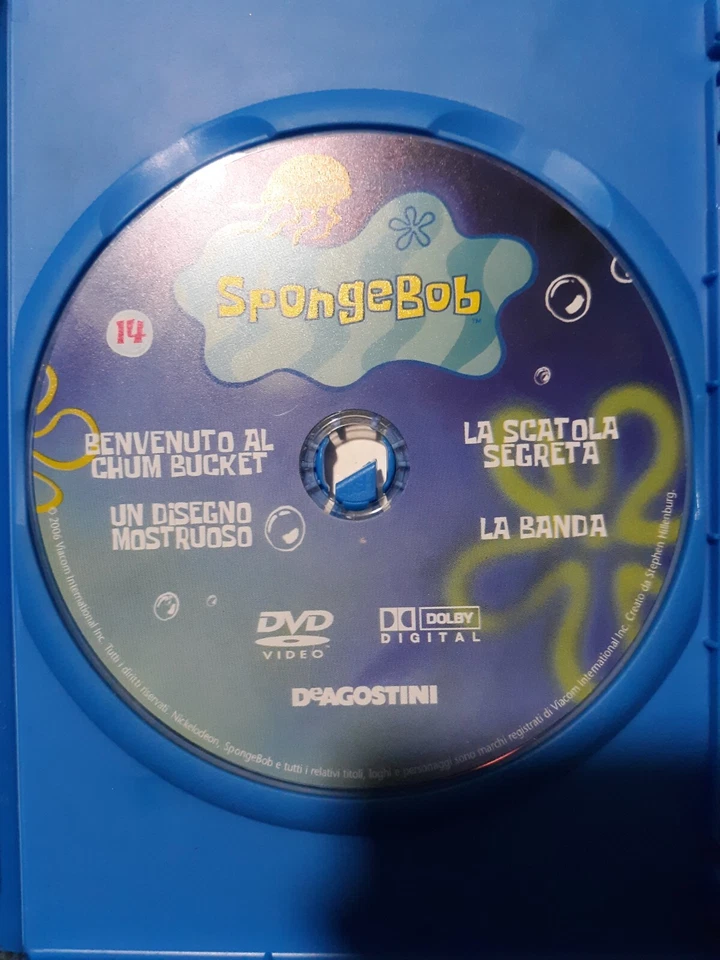 SpongeBob™
14
BENVENUTO AL
CHUM BUCKET
UN DISEGNO
MOSTRUOSO
LA SCATOLA
SEGRETA
LA BANDA
DVD
VIDEO™
DOLBY
DIGITAL
DeAGOSTINI
© 2006 Viacom International Inc. Tutti i diritti riservati. Nickelodeon, SpongeBob e tutti i relativi titoli, loghi e personaggi sono marchi registrati di Viacom International Inc. Creato da Stephen Hillenburg.